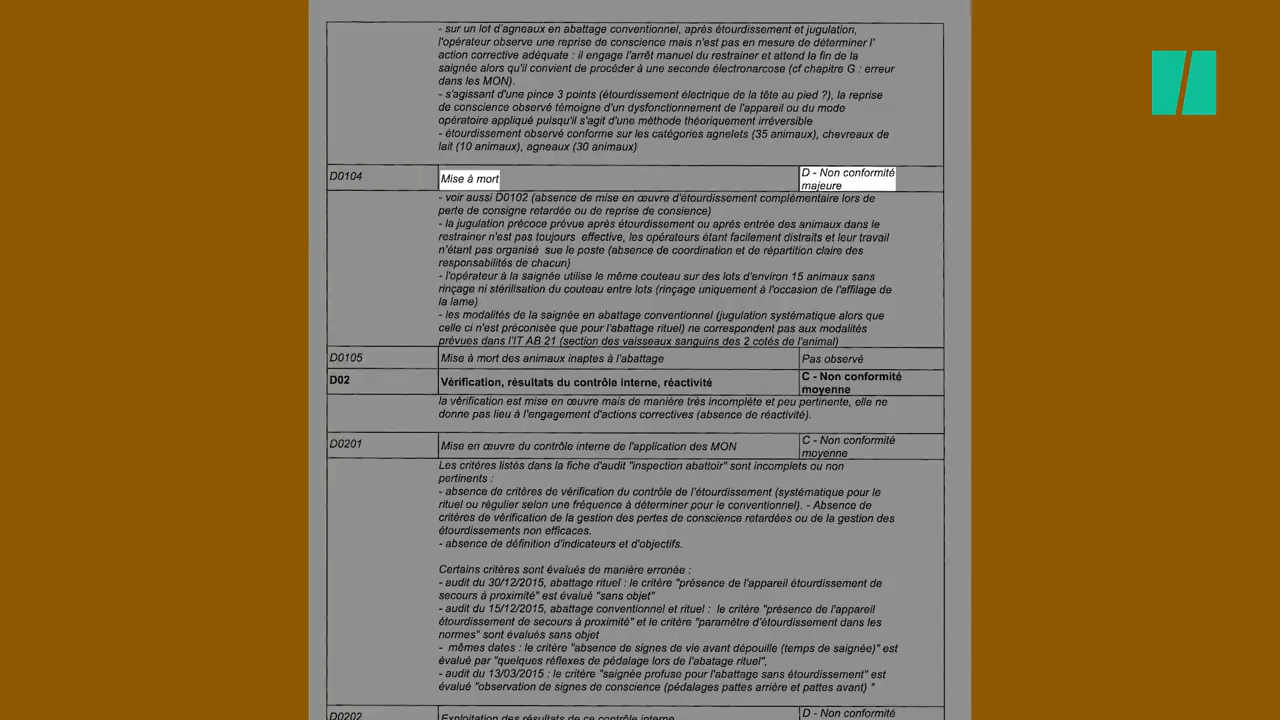 - sur un lot d'agneaux en abattage conventionnel, après étourdissement et jugulation,
l'opérateur observe une reprise de conscience mais n'est pas en mesure de déterminer l'
action corrective adéquate : il engage l'arrêt manuel du restrainer et attend la fin de la
saignée alors qu'il convient de procéder à une seconde électronarcose (cf chapitre G : erreur
dans les MON).
- s'agissant d'une pince 3 points (étourdissement électrique de la tête au pied ?), la reprise
de conscience observé témoigne d'un dysfonctionnement de l'appareil ou du mode
opératoire appliqué puisqu'il s'agit d'une méthode théoriquement irréversible
- étourdissement observé conforme sur les catégories agnelets (35 animaux), chevreaux de
lait (10 animaux), agneaux (30 animaux)
D0104 Mise à mort D - Non conformité
majeure
- voir aussi D0102 (absence de mise en œuvre d'étourdissement complémentaire lors de
perte de consigne retardée ou de reprise de consience)
- la jugulation précoce prévue après étourdissement ou après entrée des animaux dans le
restrainer n'est pas toujours effective, les opérateurs étant facilement distraits et leur travail
n'étant pas organisé sue le poste (absence de coordination et de répartition claire des
responsabilités de chacun)
- l'opérateur à la saignée utilise le même couteau sur des lots d'environ 15 animaux sans
rinçage ni stérilisation du couteau entre lots (rinçage uniquement à l'occasion de l'affilage de
la lame)
- les modalités de la saignée en abattage conventionnel (jugulation systématique alors que
celle ci n'est préconisée que pour l'abattage rituel) ne correspondent pas aux modalités
prévues dans l'IT AB 21 (section des vaisseaux sanguins des 2 cotés de l'animal)
D0105 Mise à mort des animaux inaptes à l'abattage Pas observé
D02 Vérification, résultats du contrôle interne, réactivité C - Non conformité
moyenne
la vérification est mise en œuvre mais de manière très incomplète et peu pertinente, elle ne
donne pas lieu à l'engagement d'actions correctives (absence de réactivité).
D0201 Mise en œuvre du contrôle interne de l'application des MON C - Non conformité
moyenne
Les critères listés dans la fiche d'audit "inspection abattoir" sont incomplets ou non
pertinents :
- absence de critères de vérification du contrôle de l'étourdissement (systématique pour le
rituel ou régulier selon une fréquence à déterminer pour le conventionnel). - Absence de
critères de vérification de la gestion des pertes de conscience retardées ou de la gestion des
étourdissements non efficaces.
- absence de définition d'indicateurs et d'objectifs.
Certains critères sont évalués de manière erronée :
- audit du 30/12/2015, abattage rituel : le critère "présence de l'appareil étourdissement de
secours à proximité" est évalué "sans objet"
- audit du 15/12/2015, abattage conventionnel et rituel : le critère "présence de l'appareil
étourdissement de secours à proximité" et le critère "paramètre d'étourdissement dans les
normes" sont évalués sans objet
- mêmes dates : le critère "absence de signes de vie avant dépouille (temps de saignée)" est
évalué par "quelques réflexes de pédalage lors de l'abatage rituel",
- audit du 13/03/2015 : le critère "saignée profuse pour l'abattage sans étourdissement" est
évalué "observation de signes de conscience (pédalages pattes arrière et pattes avant) "
D0202 Exploitation des résultats de ce contrôle interne D - Non conformité